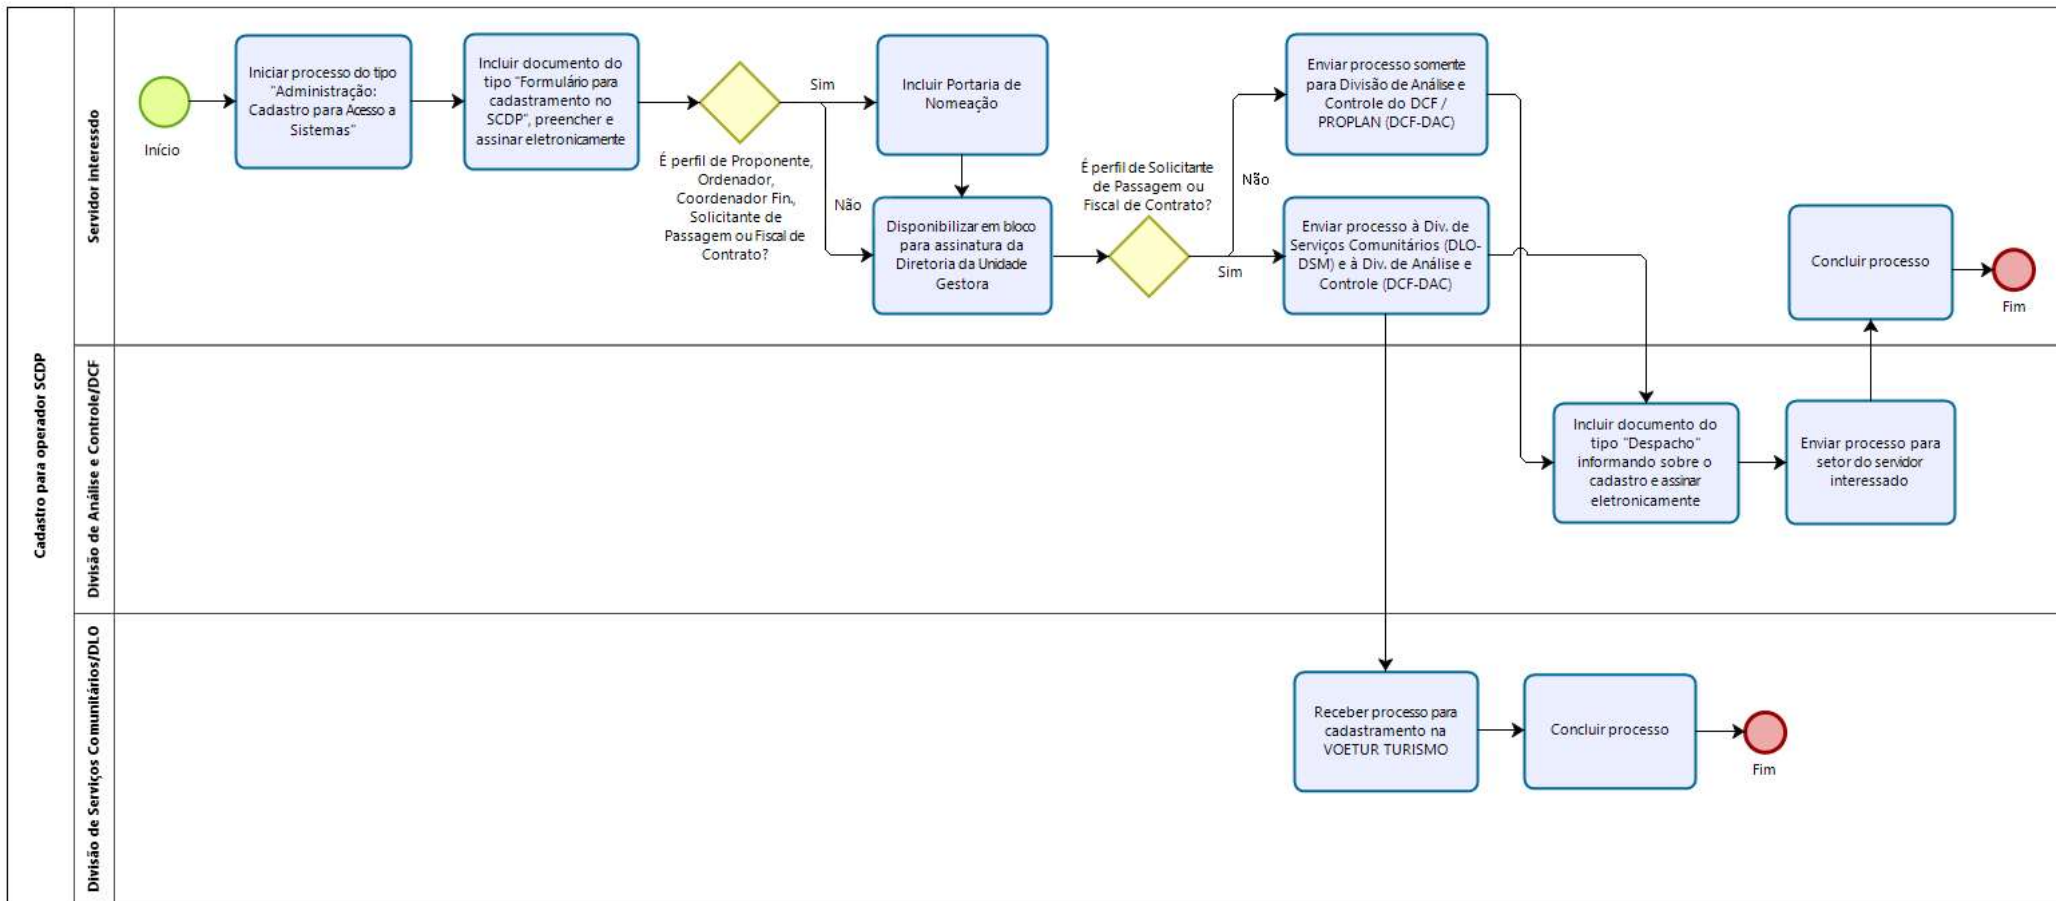 Cadastro para operador SCDP
Servidor interessdo
Início
Iniciar processo do tipo
"Administração:
Cadastro para Acesso a
Sistemas"
Incluir documento do
tipo "Formulário para
cadastramento no
SCDP", preencher e
assinar eletronicamente
É perfil de Proponente,
Ordenador,
Coordenador Fin.,
Solicitante de
Passagem ou Fiscal de
Contrato?
Sim
Não
Incluir Portaria de
Nomeação
Disponibilizar em bloco
para assinatura da
Diretoria da Unidade
Gestora
É perfil de Solicitante
de Passagem ou
Fiscal de Contrato?
Não
Sim
Enviar processo somente
para Divisão de Análise e
Controle do DCF /
PROPLAN (DCF-DAC)
Enviar processo à Div. de
Serviços Comunitários (DLO-
DSM) e à Div. de Análise e
Controle (DCF-DAC)
Concluir processo
Fim
Divisão de Análise e Controle/DCF
Incluir documento do
tipo "Despacho"
informando sobre o
cadastro e assinar
eletronicamente
Enviar processo para
setor do servidor
interessado
Divisão de Serviços Comunitários/DLO
Receber processo para
cadastramento na
VOETUR TURISMO
Concluir processo
Fim